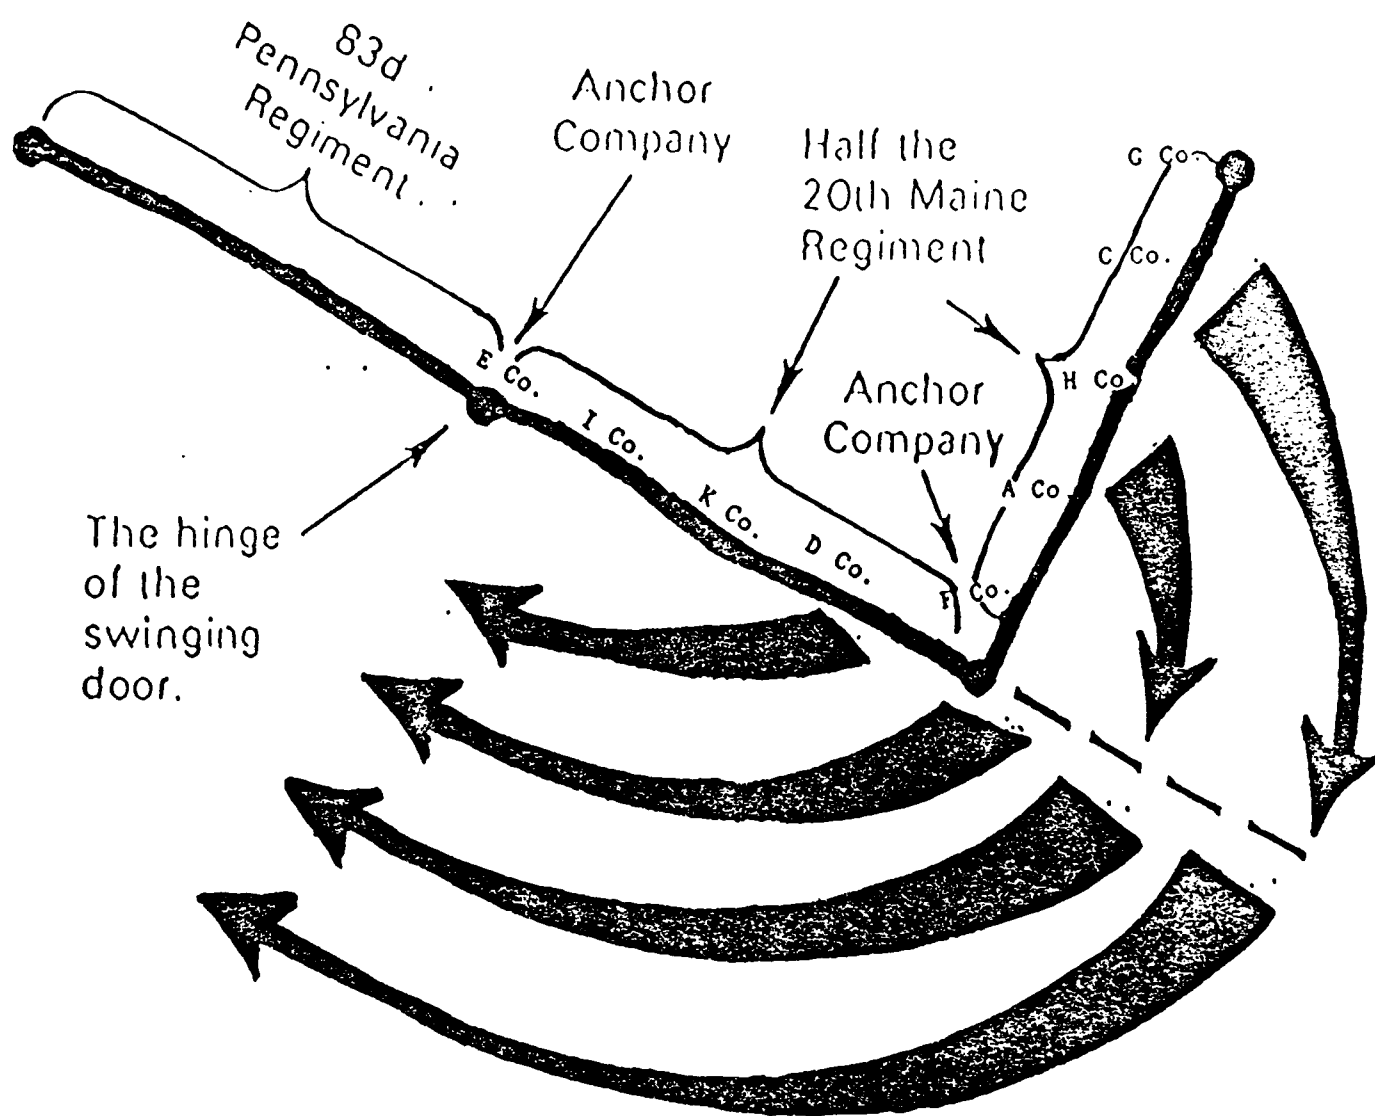 83d
Pennsylvania
Regiment
Anchor
Company
Half the
20th Maine
Regiment
G Co.
C Co.
E Co.
I Co.
K Co.
D Co.
F Co.
H Co.
A Co.
Anchor
Company
The hinge
of the
swinging
door.